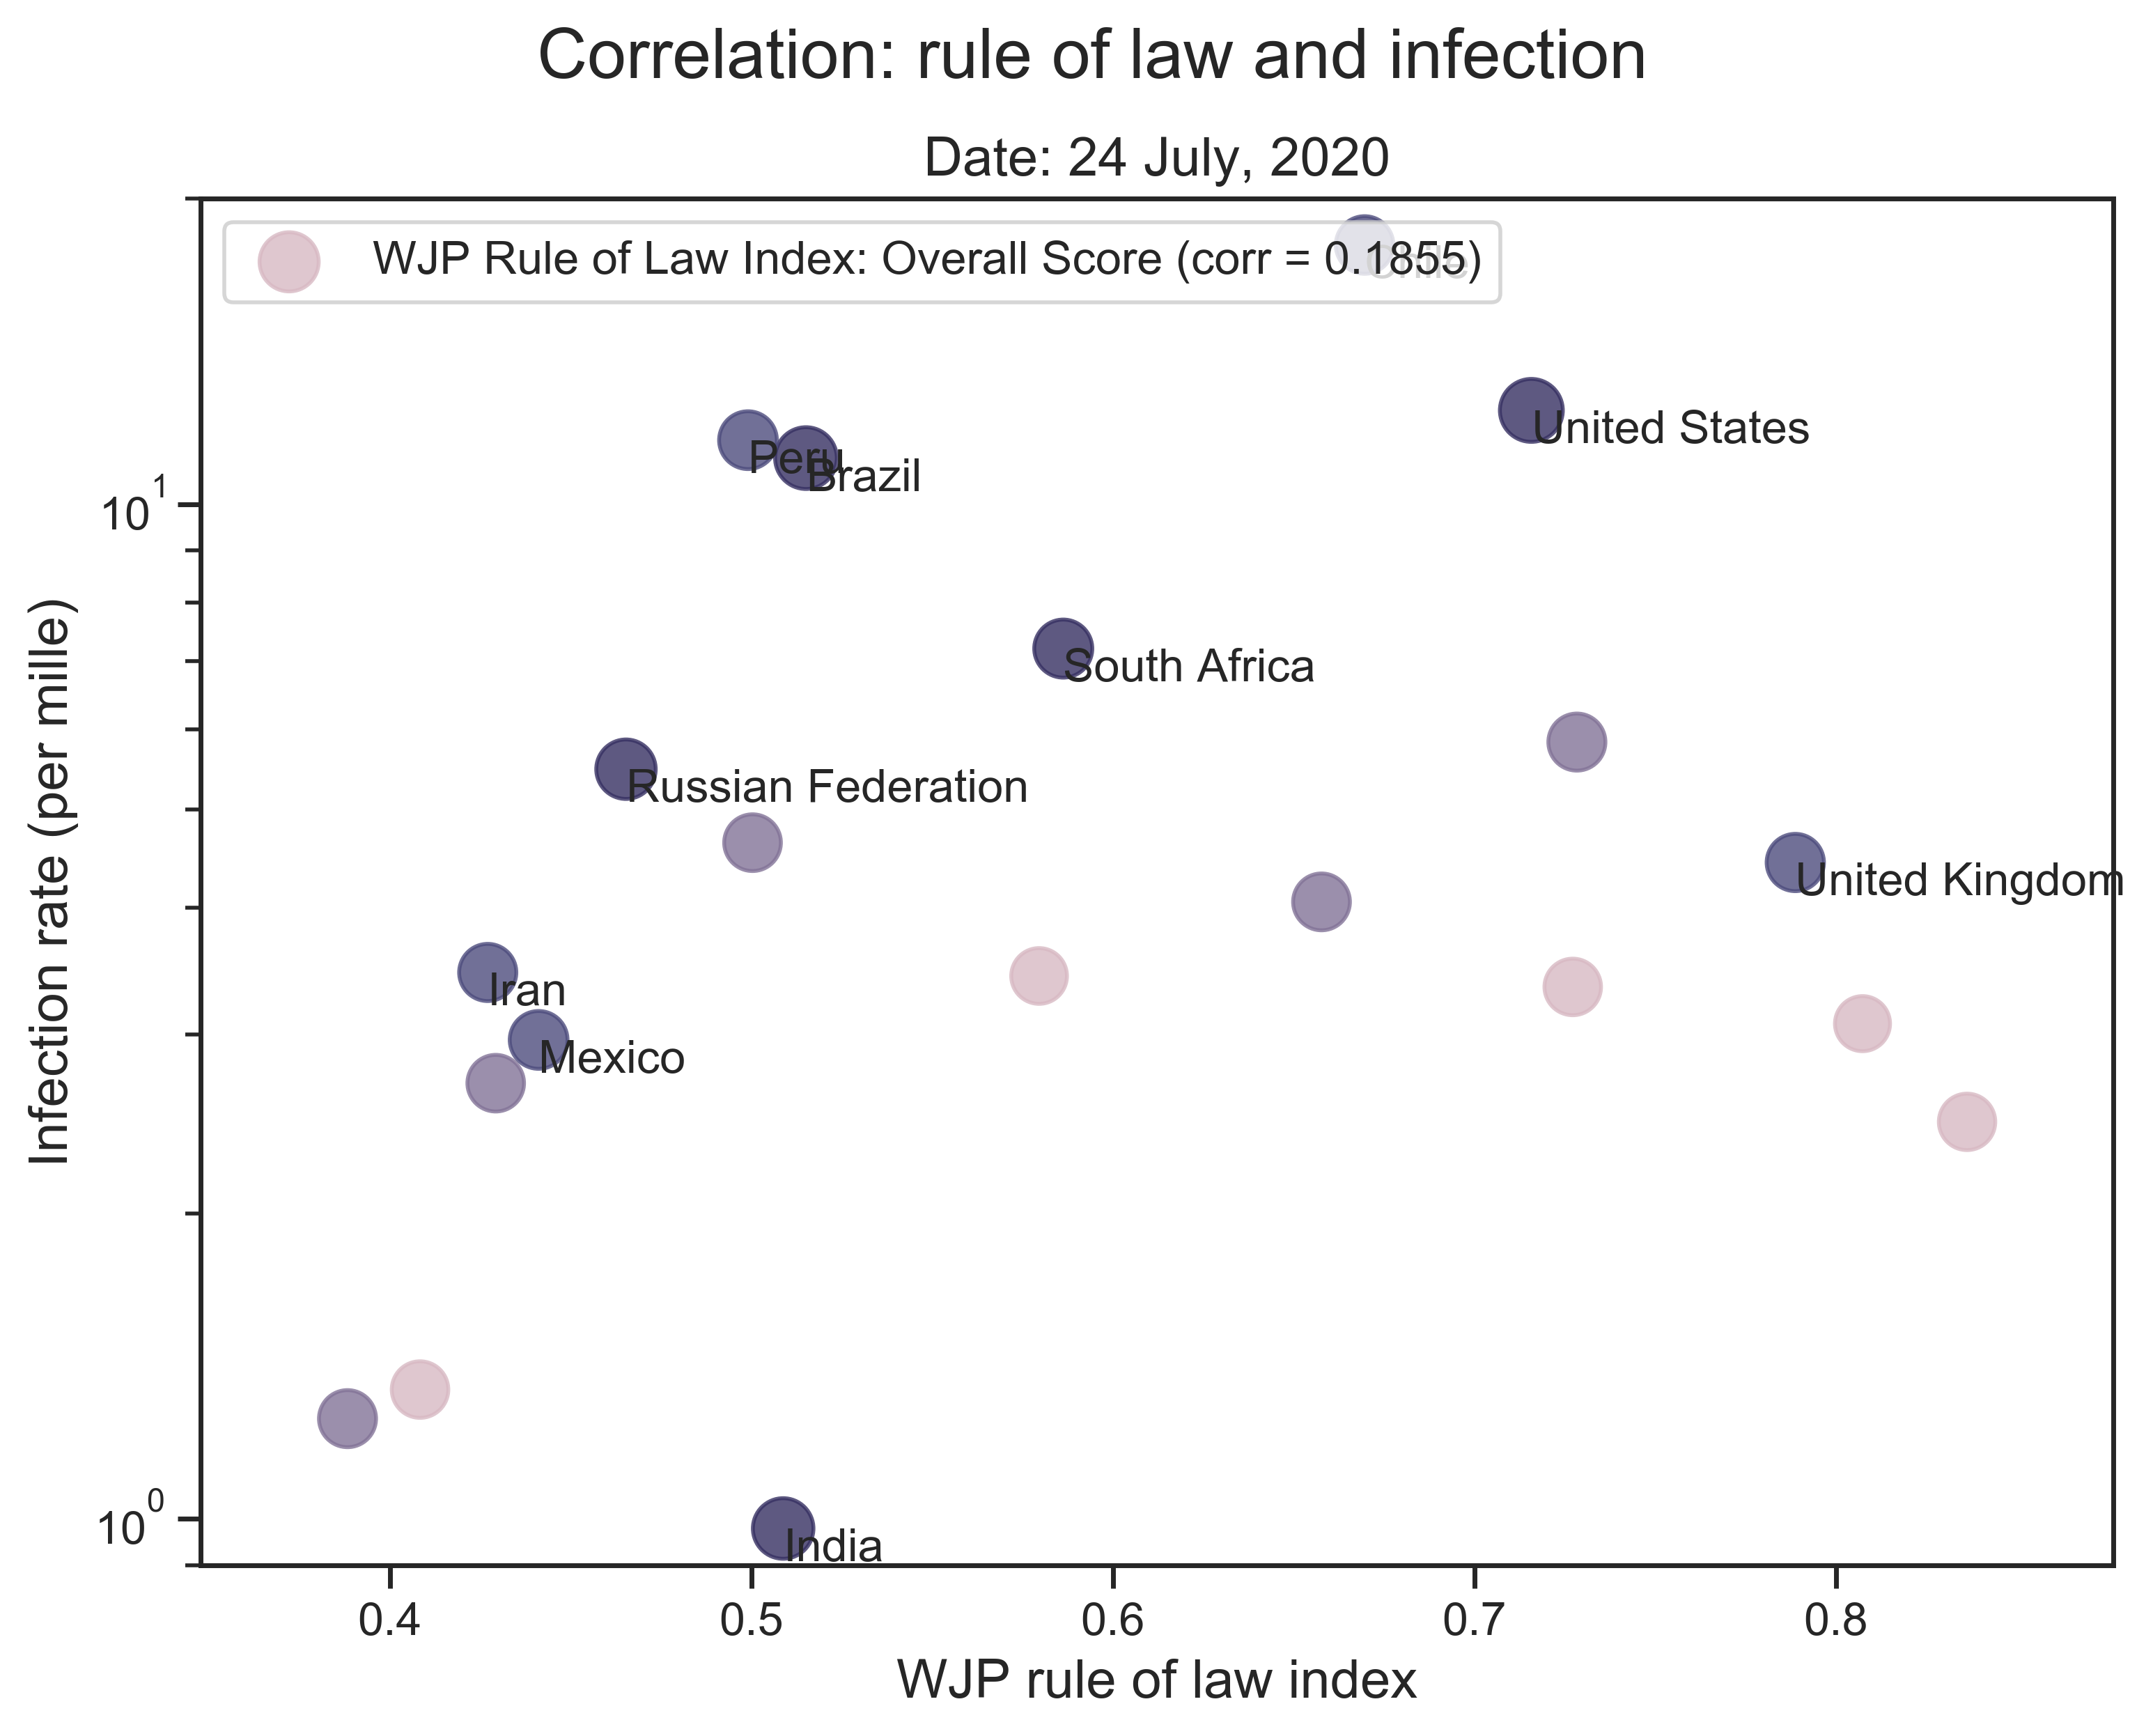 Correlation: rule of law and infection
Date: 24 July, 2020
WJP Rule of Law Index: Overall Score (corr = 0.1855)
Chile
United States
Peru
Brazil
10^1
South Africa
Russian Federation
United Kingdom
Iran
Mexico
Infection rate (per mille)
10^0
India
0.4 0.5 0.6 0.7 0.8
WJP rule of law index